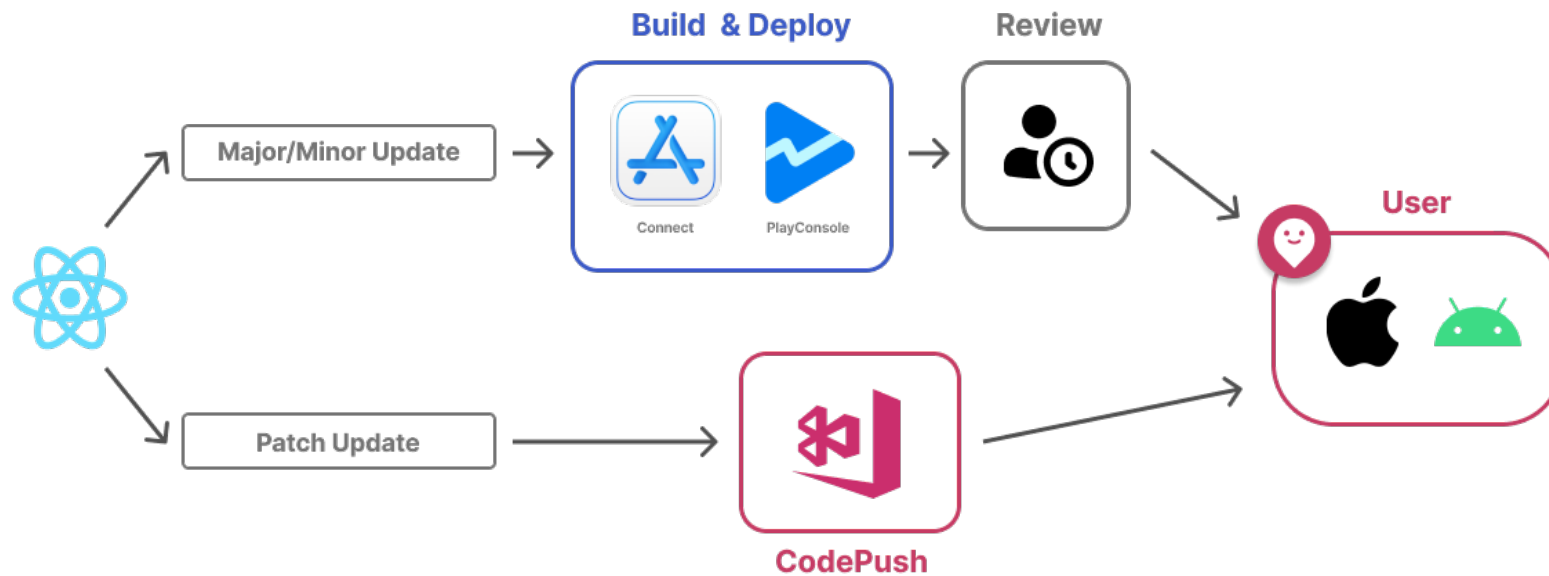 Build & Deploy
Review
Major/Minor Update
Connect
PlayConsole
User
Patch Update
CodePush